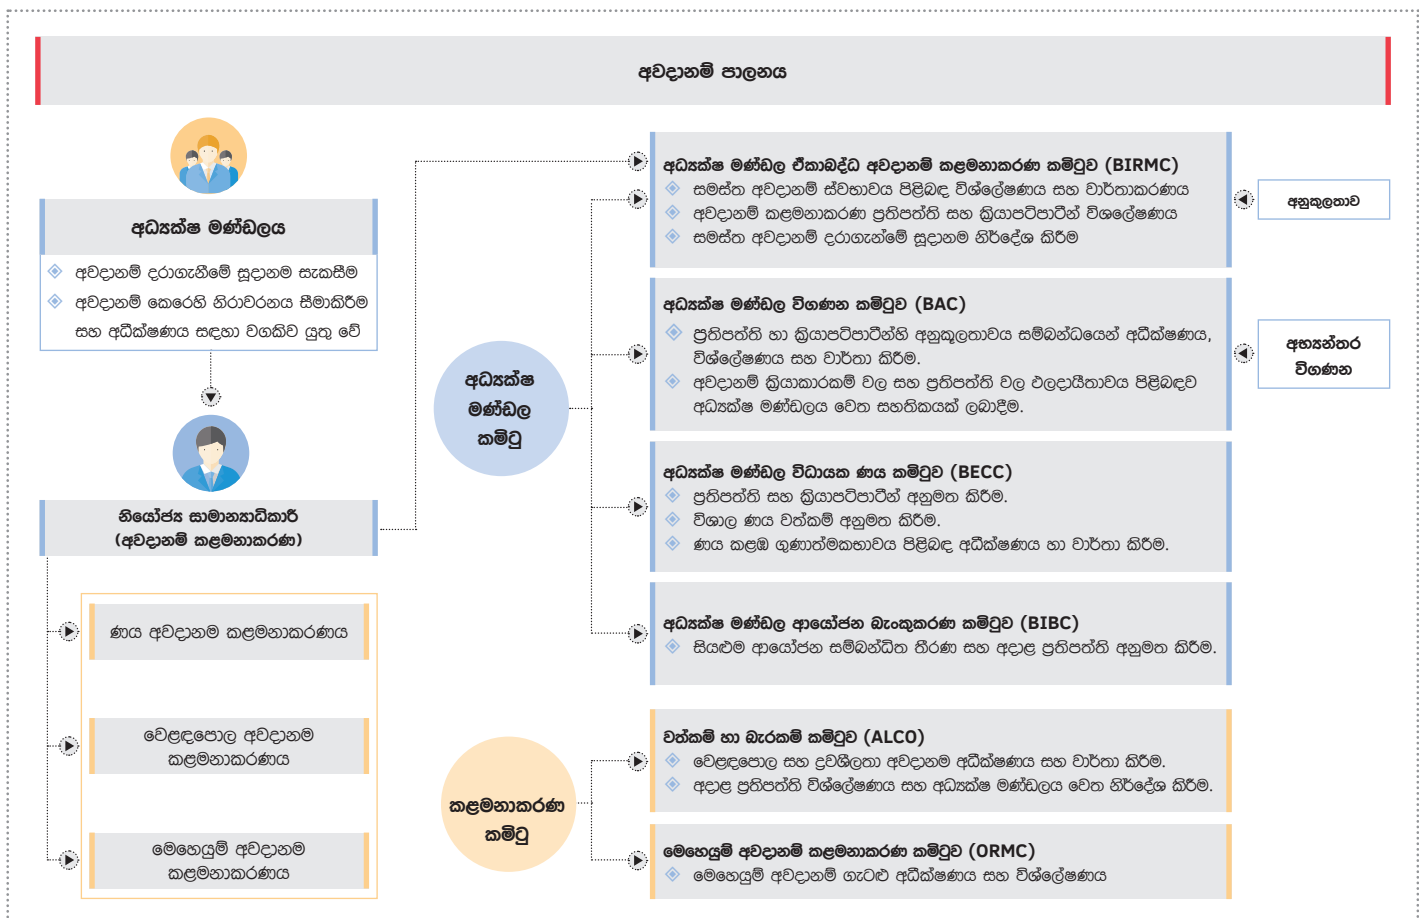 අවදානම් පාලනය
අධ්‍යක්ෂ මණ්ඩලය
අවදානම් දරාගැනීමේ සූදානම සැකසීම
අවදානම් කෙරෙහි නිරාවරනය සීමාකිරීම
සහ අධීක්ෂණය සඳහා වගකිව යුතු වේ
නියෝජ්‍ය සාමාන්‍යාධිකාරී
(අවදානම් කළමනාකරණ)
ණය අවදානම කළමනාකරණය
වෙළඳපොල අවදානම
කළමනාකරණය
මෙහෙයුම් අවදානම
කළමනාකරණය
අධ්‍යක්ෂ
මණ්ඩල
කමිටු
අධ්‍යක්ෂ මණ්ඩල ඒකාබද්ධ අවදානම් කළමනාකරණ කමිටුව (BIRMC)
සමස්ත අවදානම් ස්වභාවය පිළිබඳ විශ්ලේෂණය සහ වාර්තාකරණය
අවදානම් කළමනාකරණ ප්‍රතිපත්ති සහ ක්‍රියාපටිපාටීන් විශලේෂණය
සමස්ත අවදානම් දරාගැන්මේ සූදානම නිර්දේශ කිරීම
අනුකූලතාව
අධ්‍යක්ෂ මණ්ඩල විගණන කමිටුව (BAC)
ප්‍රතිපත්ති හා ක්‍රියාපටිපාටීන්හි අනුකූලතාවය සම්බන්ධයෙන් අධීක්ෂණය,
විශ්ලේෂණය සහ වාර්තා කිරීම.
අවදානම් ක්‍රියාකාරකම් වල සහ ප්‍රතිපත්ති වල ඵලදායීතාවය පිළිබඳව
අධ්‍යක්ෂ මණ්ඩලය වෙත සහතිකයක් ලබාදීම.
අභ්‍යන්තර
විගණන
අධ්‍යක්ෂ මණ්ඩල විධායක ණය කමිටුව (BECC)
ප්‍රතිපත්ති සහ ක්‍රියාපටිපාටීන් අනුමත කිරීම.
විශාල ණය වත්කම් අනුමත කිරීම.
ණය කළඹ ගුණාත්මකභාවය පිළිබඳ අධීක්ෂණය හා වාර්තා කිරීම.
අධ්‍යක්ෂ මණ්ඩල ආයෝජන බැංකුකරණ කමිටුව (BIBC)
සියළුම ආයෝජන සම්බන්ධිත තීරණ සහ අදාළ ප්‍රතිපත්ති අනුමත කිරීම.
කළමනාකරණ
කමිටු
වත්කම් හා බැරකම් කමිටුව (ALCO)
වෙළඳපොල සහ ද්‍රවශීලතා අවදානම අධීක්ෂණය සහ වාර්තා කිරීම.
අදාළ ප්‍රතිපත්ති විශ්ලේෂණය සහ අධ්‍යක්ෂ මණ්ඩලය වෙත නිර්දේශ කිරීම.
මෙහෙයුම් අවදානම් කළමනාකරණ කමිටුව (ORMC)
මෙහෙයුම් අවදානම් ගැටළු අධීක්ෂණය සහ විශ්ලේෂණය